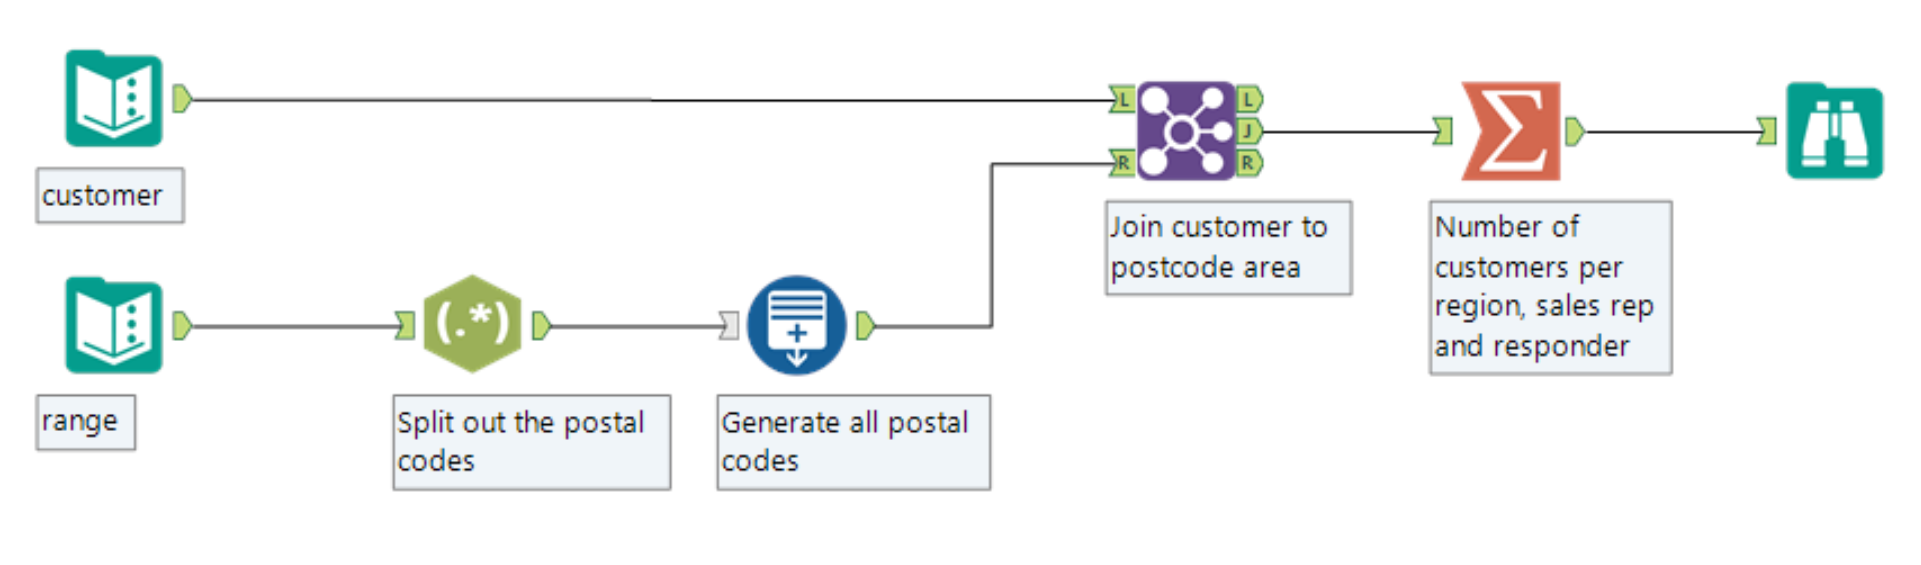 customer
L
R
L
J
R
Join customer to
postcode area
Number of
customers per
region, sales rep
and responder
range
(.*)
Split out the postal
codes
Generate all postal
codes